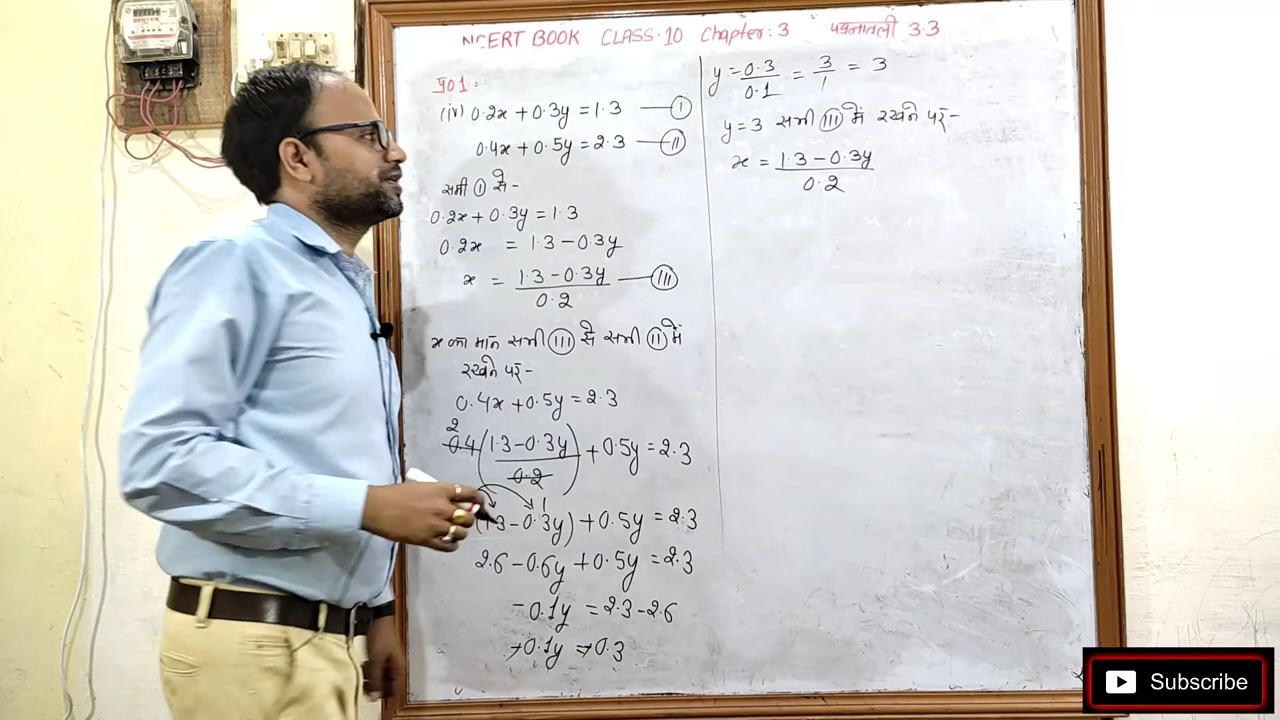 NCERT BOOK CLASS:10 Chapter:3 प्रश्नावली 3.3
प्र01:
(iv) 0.2x + 0.3y = 1.3 — I
0.4x + 0.5y = 2.3 — II
समी I से-
0.2x + 0.3y = 1.3
0.2x = 1.3 - 0.3y
x = 1.3 - 0.3y / 0.2 — III
x का मान समी III से समी II में
रखने पर-
0.4x + 0.5y = 2.3
2
0.4(1.3 - 0.3y / 0.2) + 0.5y = 2.3
1
(1.3 - 0.3y) + 0.5y = 2.3
2.6 - 0.6y + 0.5y = 2.3
-0.1y = 2.3 - 2.6
-0.1y = -0.3
y = 0.3 / 0.1 = 3 / 1 = 3
y = 3 समी III में रखने पर-
x = 1.3 - 0.3y / 0.2
Subscribe